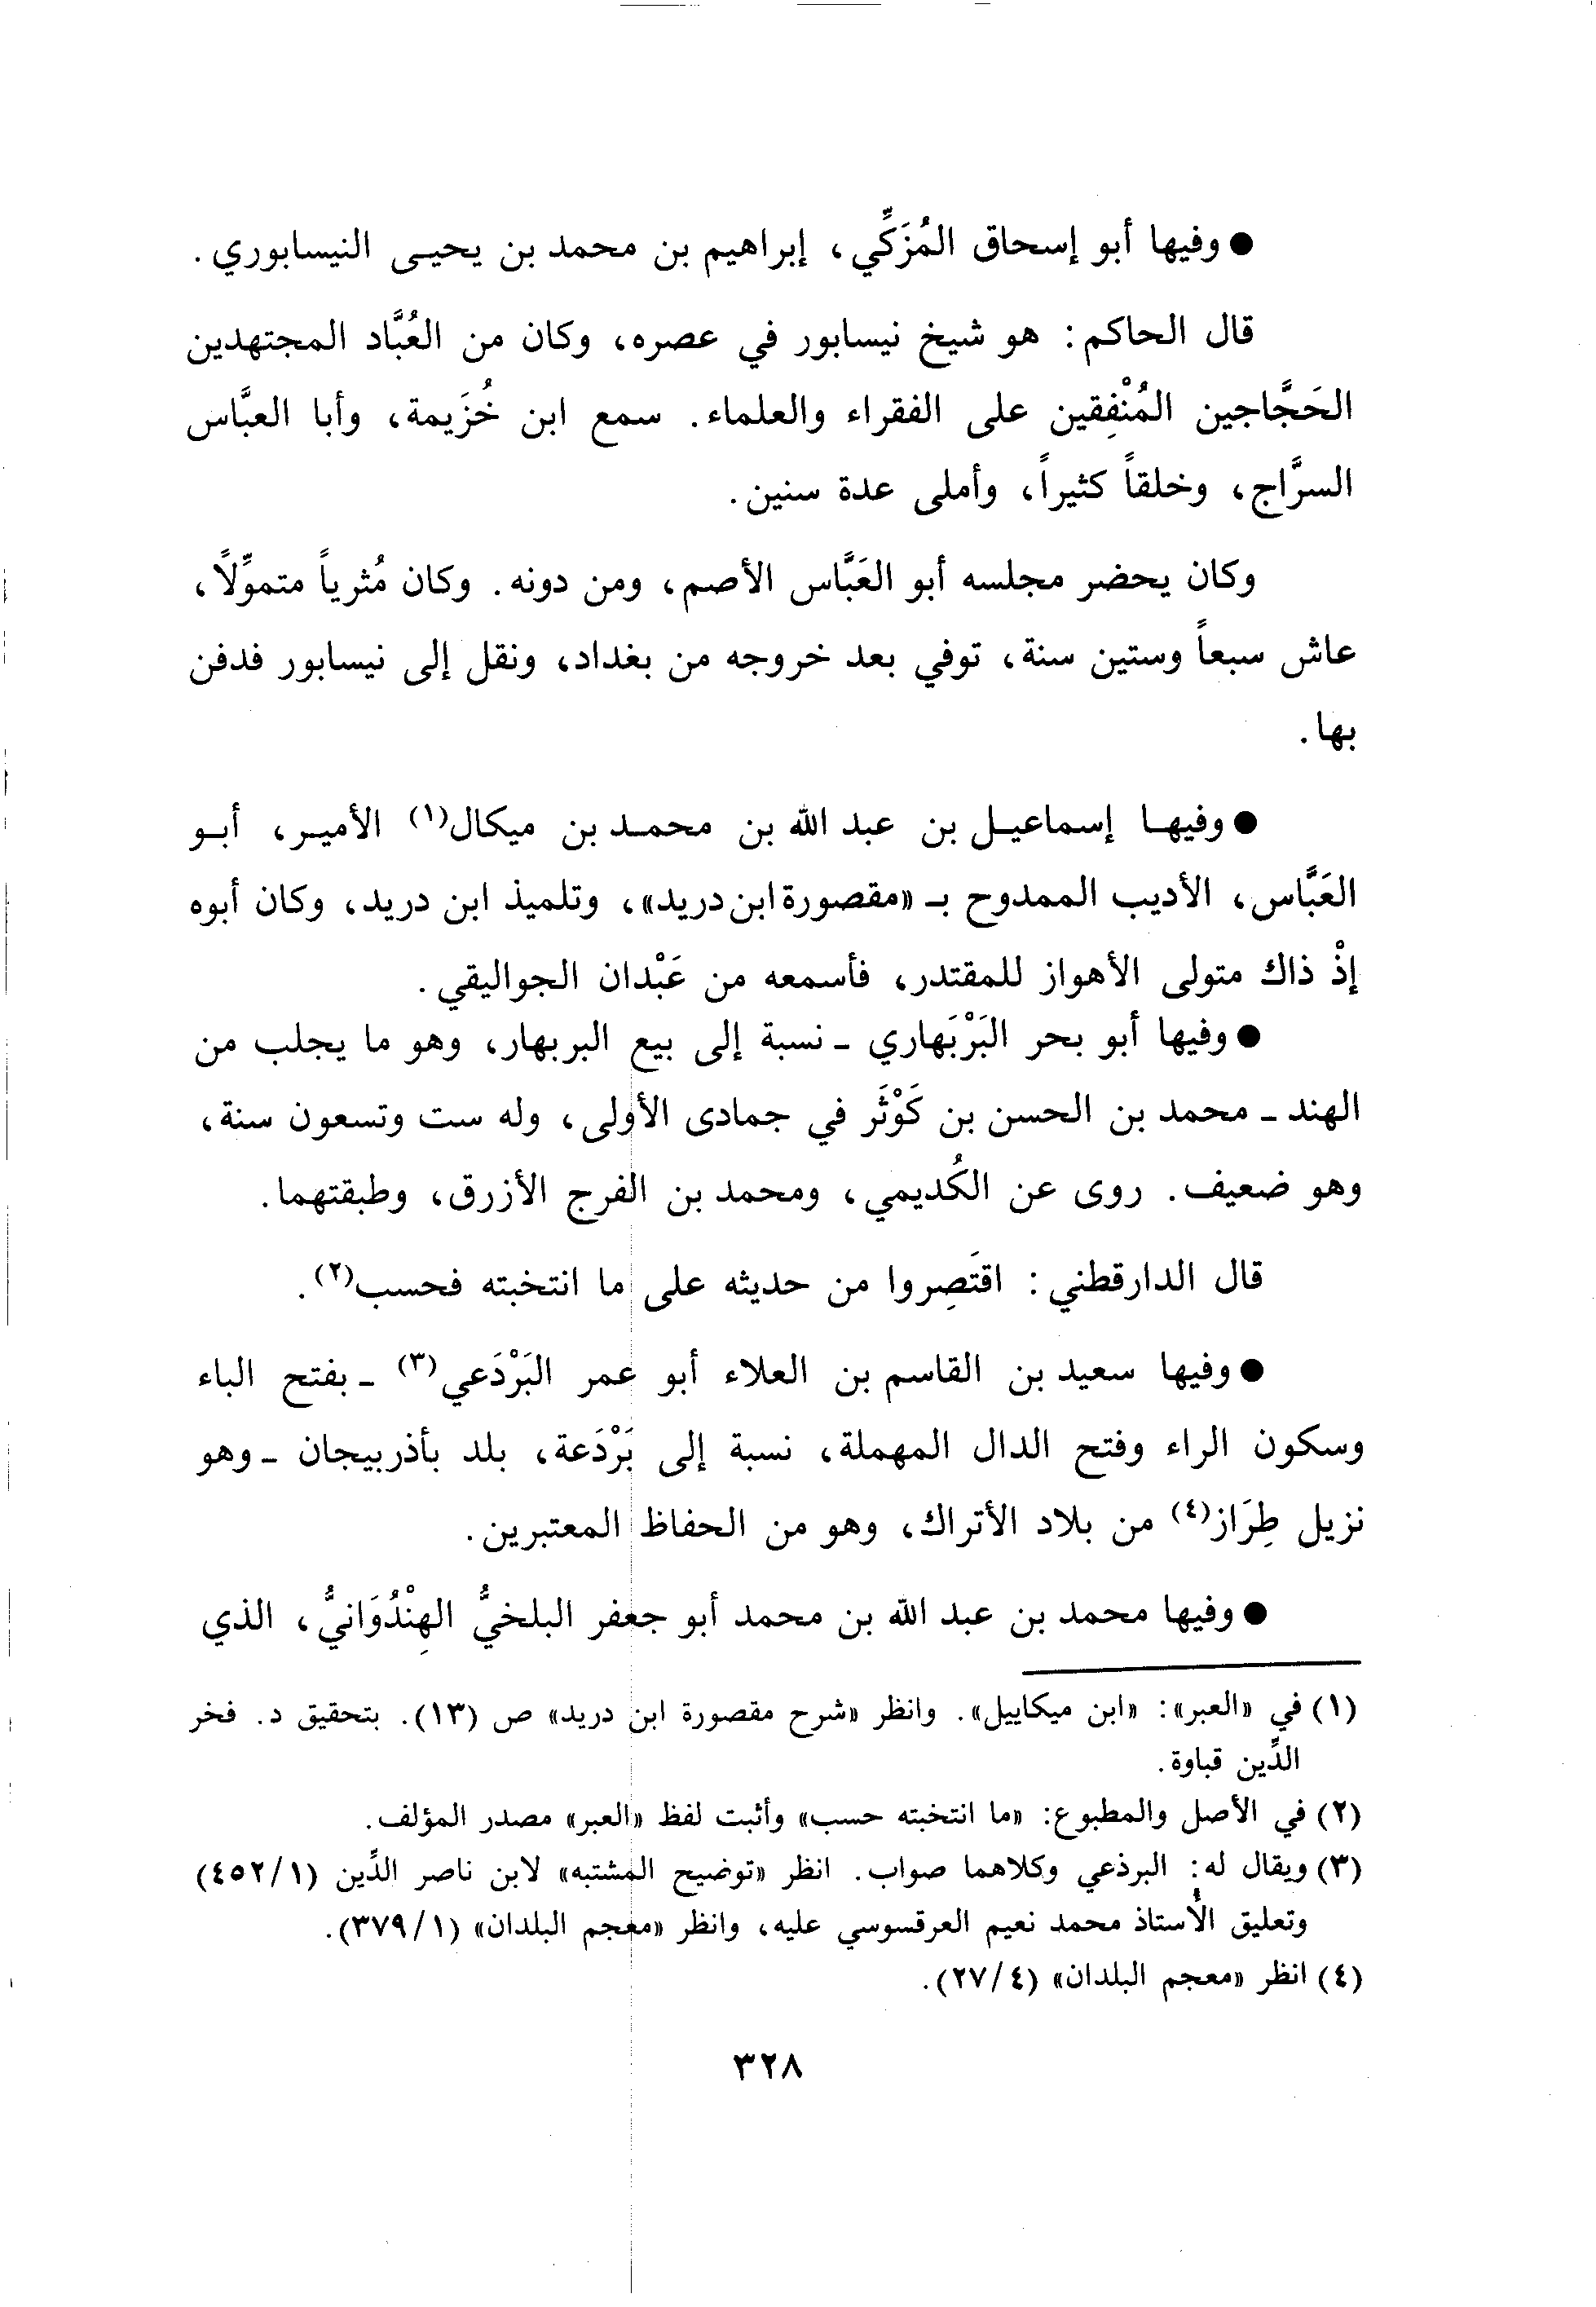 ● وفيها أبو إسحاق المُزَكِّي، إبراهيم بن محمد بن يحيى النيسابوري.
قال الحاكم: هو شيخ نيسابور في عصره، وكان من العُبَّاد المجتهدين
الحَجَّاجين المُنْفِقين على الفقراء والعلماء. سمع ابن خُزَيمة، وأبا العبَّاس
السرَّاج، وخلقاً كثيراً، وأملى عدة سنين.
وكان يحضر مجلسه أبو العَبَّاس الأصم، ومن دونه. وكان مُثرياً متموِّلاً،
عاش سبعاً وستين سنة، توفي بعد خروجه من بغداد، ونقل إلى نيسابور فدفن
بها.
● وفيها إسماعيل بن عبد الله بن محمد بن ميكال(١) الأمير، أبو
العَبَّاس، الأديب الممدوح بـ «مقصورة ابن دريد»، وتلميذ ابن دريد، وكان أبوه
إذْ ذاك متولى الأهواز للمقتدر، فأسمعه من عَبْدان الجواليقي.
● وفيها أبو بحر البَرْبَهاري - نسبة إلى بيع البربهار، وهو ما يجلب من
الهند - محمد بن الحسن بن كَوْثَر في جمادى الأولى، وله ست وتسعون سنة،
وهو ضعيف. روى عن الكُديمي، ومحمد بن الفرج الأزرق، وطبقتهما.
قال الدارقطني: اقتَصِروا من حديثه على ما انتخبته فحسب(٢).
● وفيها سعيد بن القاسم بن العلاء أبو عمر البَرْدَعي(٣) - بفتح الباء
وسكون الراء وفتح الدال المهملة، نسبة إلى بَرْدَعة، بلد بأذربيجان - وهو
نزيل طِرَاز(٤) من بلاد الأتراك، وهو من الحفاظ المعتبرين.
● وفيها محمد بن عبد الله بن محمد أبو جعفر البلخيُّ الهِنْدُوَانيُّ، الذي
(١) في «العبر»: «ابن ميكاييل». وانظر «شرح مقصورة ابن دريد» ص (١٣). بتحقيق د. فخر
الدِّين قباوة.
(٢) في الأصل والمطبوع: «ما انتخبته حسب» وأثبت لفظ «العبر» مصدر المؤلف.
(٣) ويقال له: البرذعي وكلاهما صواب. انظر «توضيح المشتبه» لابن ناصر الدِّين (٤٥٢/١)
وتعليق الأستاذ محمد نعيم العرقسوسي عليه، وانظر «معجم البلدان» (٣٧٩/١).
(٤) انظر «معجم البلدان» (٢٧/٤).
٣٢٨